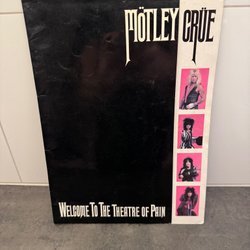 MÖTLEY CRÜE
WELCOME TO THE THEATRE OF PAIN